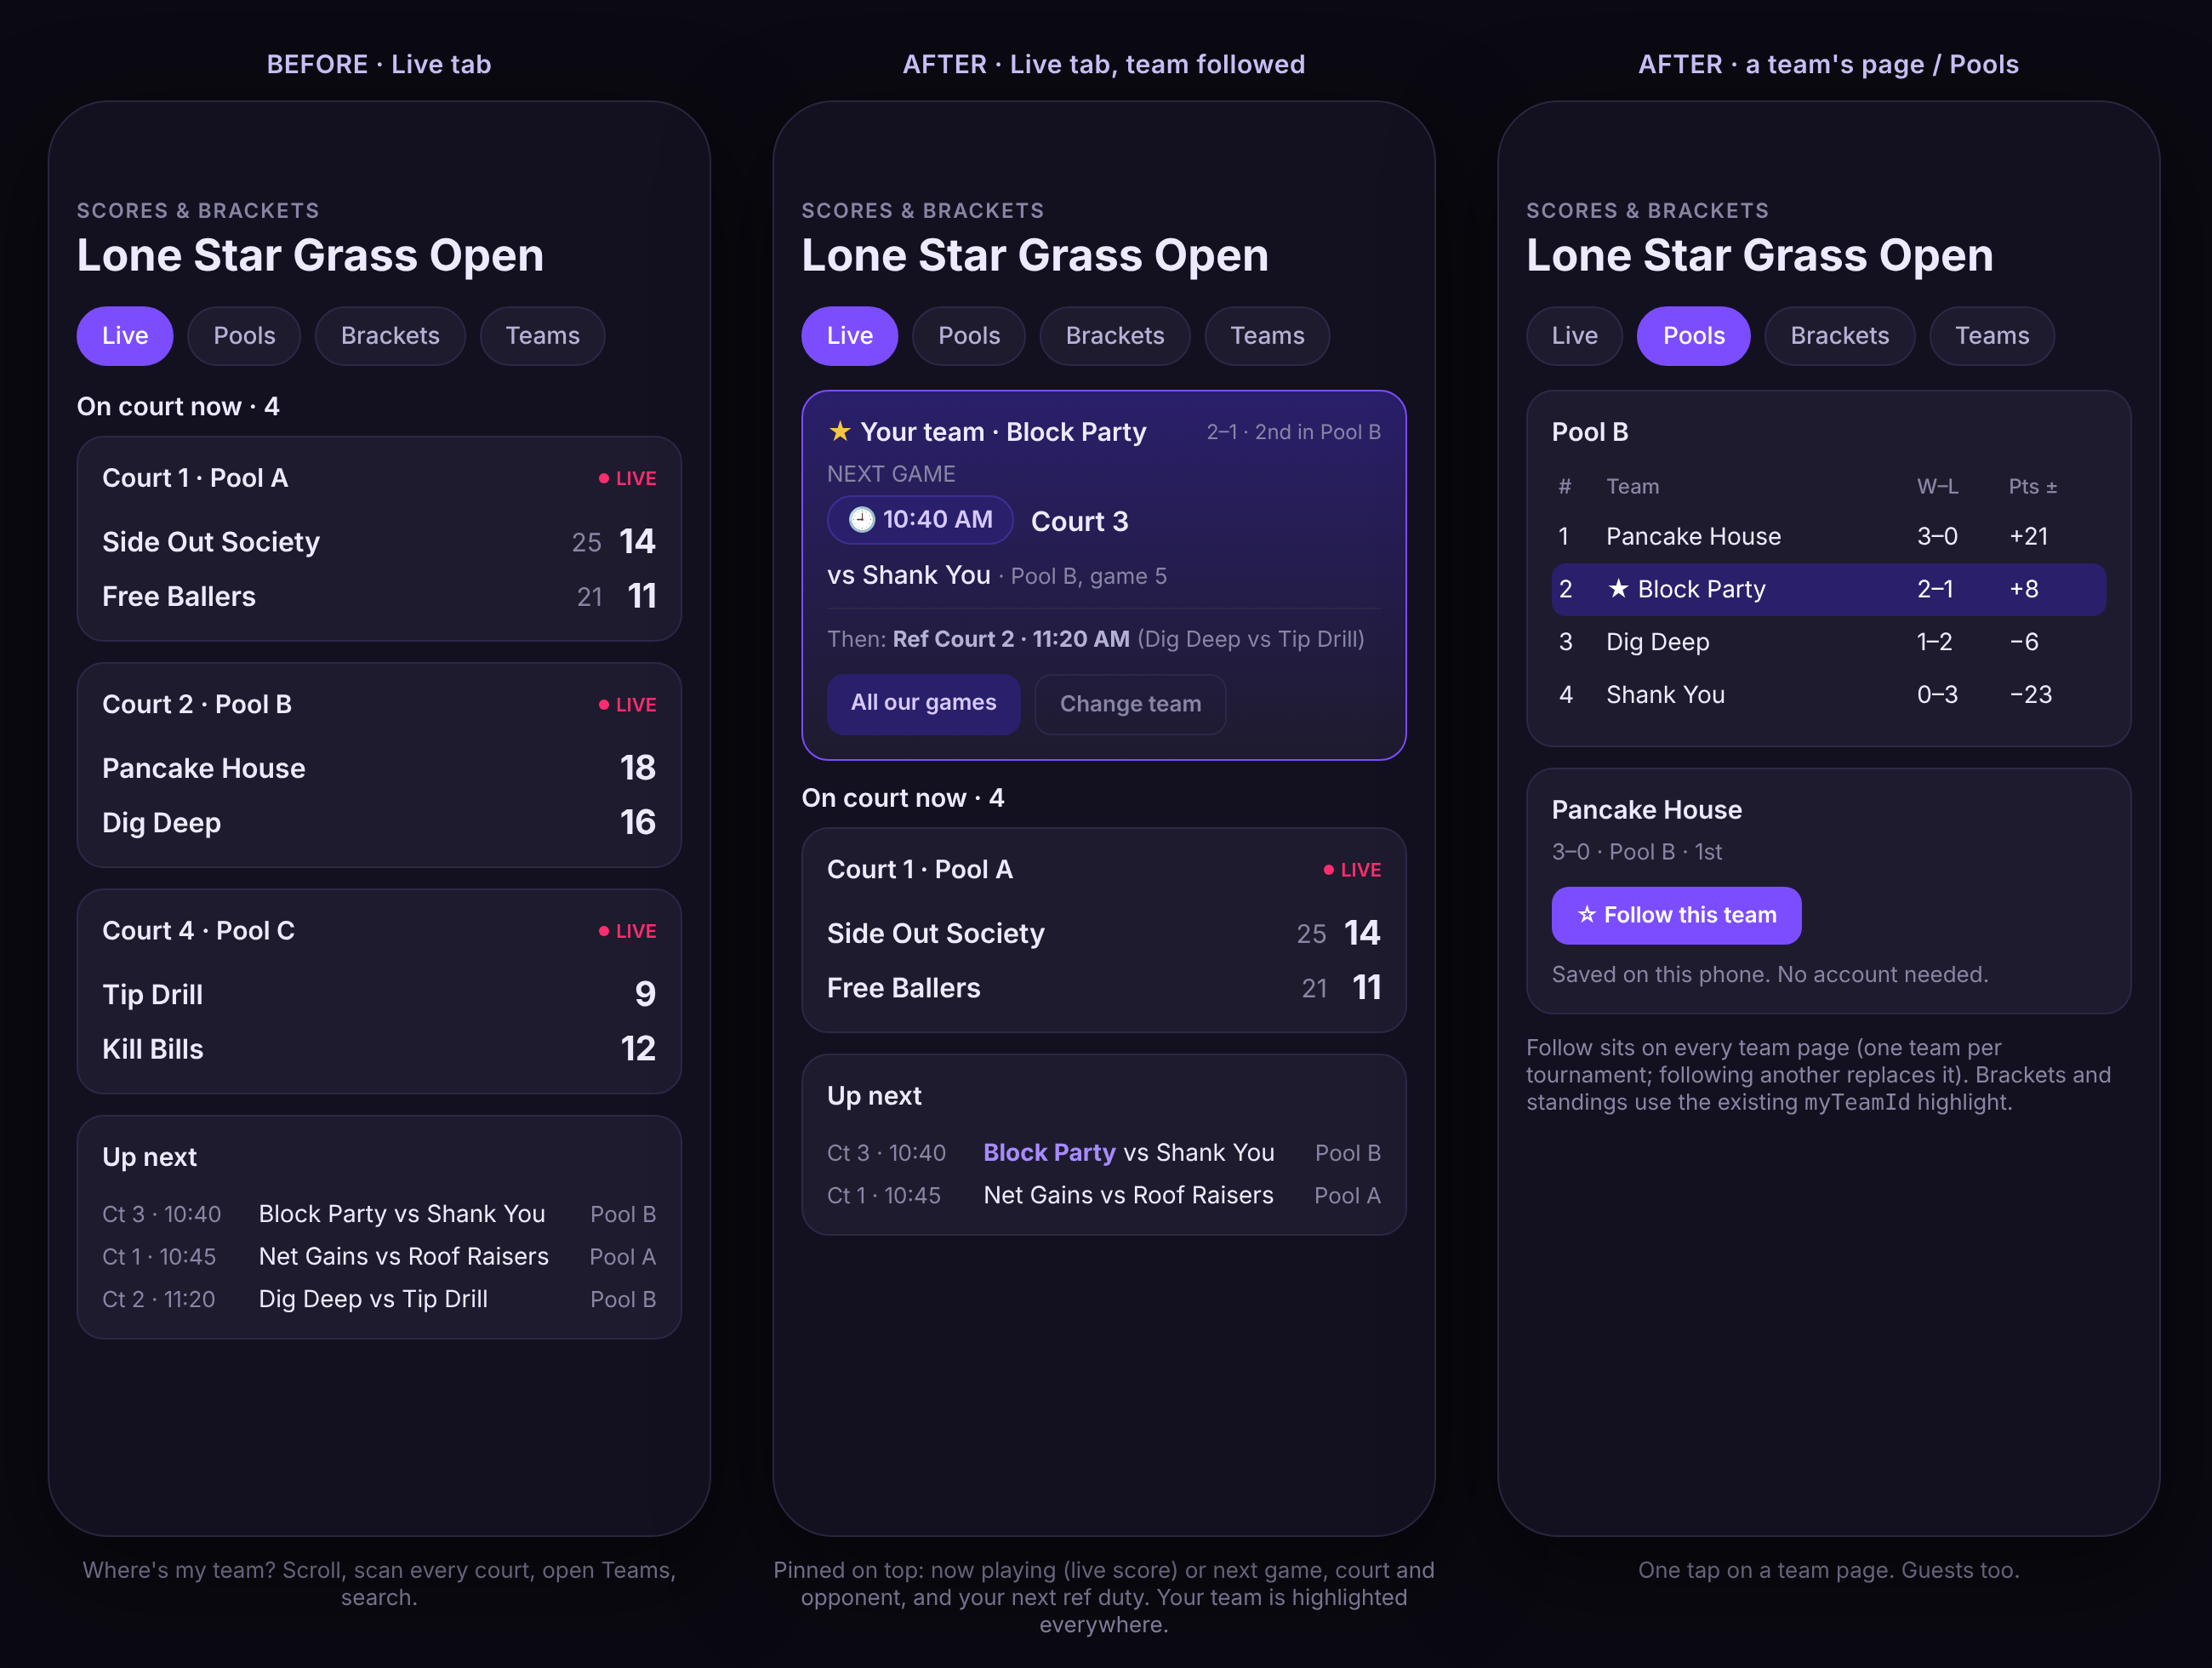 BEFORE · Live tab
SCORES & BRACKETS
Lone Star Grass Open
Live Pools Brackets Teams
On court now · 4
Court 1 · Pool A ● LIVE
Side Out Society 25 14
Free Ballers 21 11
Court 2 · Pool B ● LIVE
Pancake House 18
Dig Deep 16
Court 4 · Pool C ● LIVE
Tip Drill 9
Kill Bills 12
Up next
Ct 3 · 10:40 Block Party vs Shank You Pool B
Ct 1 · 10:45 Net Gains vs Roof Raisers Pool A
Ct 2 · 11:20 Dig Deep vs Tip Drill Pool B
Where's my team? Scroll, scan every court, open Teams,
search.
AFTER · Live tab, team followed
SCORES & BRACKETS
Lone Star Grass Open
Live Pools Brackets Teams
★ Your team · Block Party 2–1 · 2nd in Pool B
NEXT GAME
🕘 10:40 AM Court 3
vs Shank You · Pool B, game 5
Then: Ref Court 2 · 11:20 AM (Dig Deep vs Tip Drill)
All our games Change team
On court now · 4
Court 1 · Pool A ● LIVE
Side Out Society 25 14
Free Ballers 21 11
Up next
Ct 3 · 10:40 Block Party vs Shank You Pool B
Ct 1 · 10:45 Net Gains vs Roof Raisers Pool A
Pinned on top: now playing (live score) or next game, court and
opponent, and your next ref duty. Your team is highlighted
everywhere.
AFTER · a team's page / Pools
SCORES & BRACKETS
Lone Star Grass Open
Live Pools Brackets Teams
Pool B
# Team W–L Pts ±
1 Pancake House 3–0 +21
2 ★ Block Party 2–1 +8
3 Dig Deep 1–2 −6
4 Shank You 0–3 −23
Pancake House
3–0 · Pool B · 1st
☆ Follow this team
Saved on this phone. No account needed.
Follow sits on every team page (one team per
tournament; following another replaces it). Brackets and
standings use the existing myTeamId highlight.
One tap on a team page. Guests too.